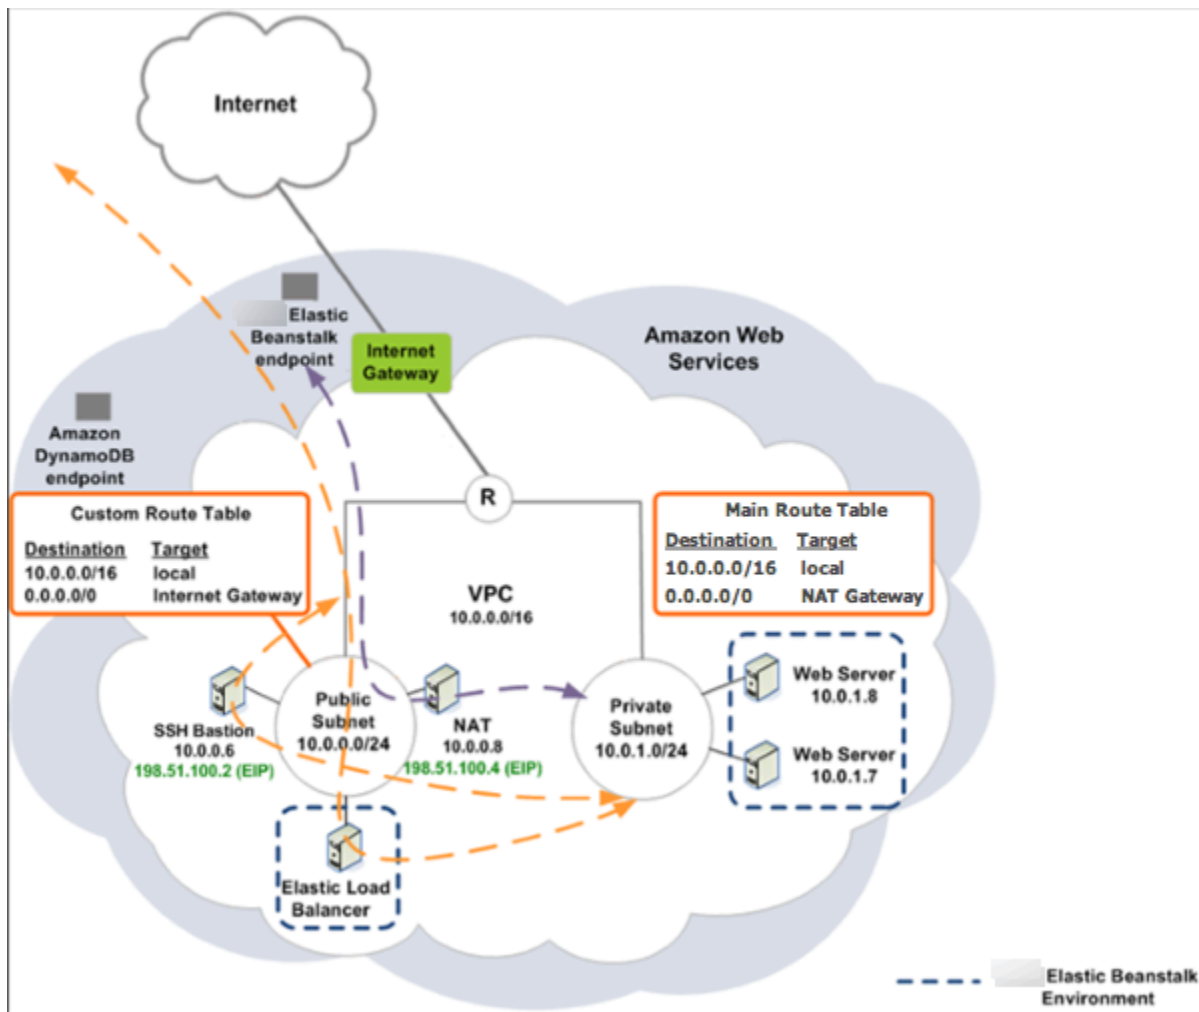 Internet
Elastic
Beanstalk
endpoint
Internet
Gateway
Amazon Web
Services
Amazon
DynamoDB
endpoint
R
Custom Route Table
Destination Target
10.0.0.0/16 local
0.0.0.0/0 Internet Gateway
Main Route Table
Destination Target
10.0.0.0/16 local
0.0.0.0/0 NAT Gateway
VPC
10.0.0.0/16
SSH Bastion
10.0.0.6
198.51.100.2 (EIP)
Public
Subnet
10.0.0.0/24
NAT
10.0.0.8
198.51.100.4 (EIP)
Private
Subnet
10.0.1.0/24
Web Server
10.0.1.8
Web Server
10.0.1.7
Elastic Load
Balancer
Elastic Beanstalk
Environment